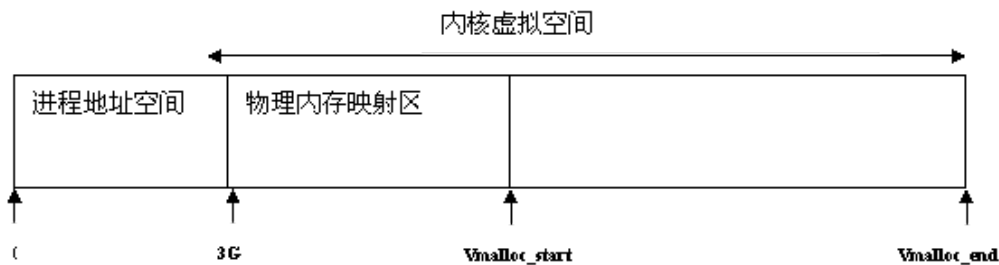 内核虚拟空间
进程地址空间
物理内存映射区
3G
Vmalloc_start
Vmalloc_end